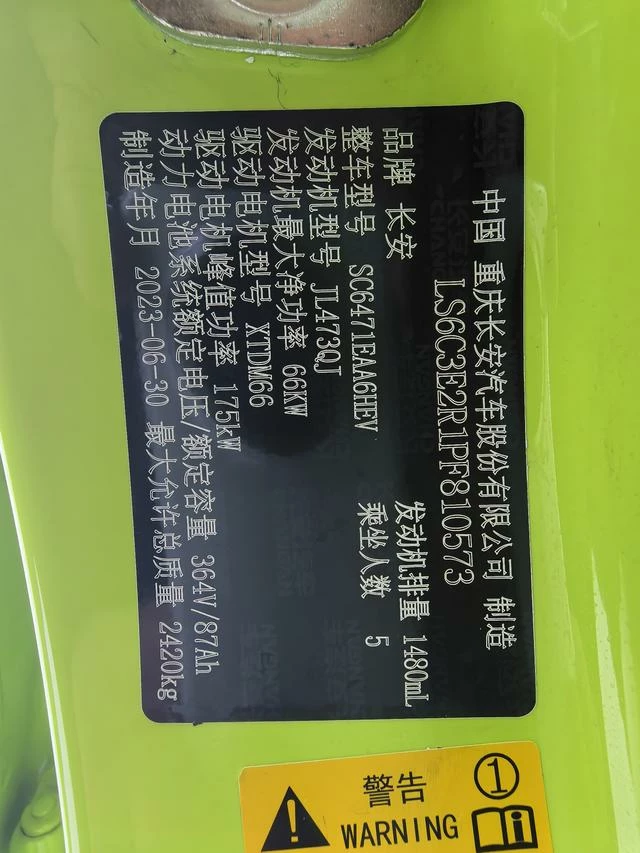 中国 重庆长安汽车股份有限公司 制造
LS6C3E2R1PF810573
品牌 长安 发动机排量 1480mL
整车型号 SC6471EAA6HEV 乘坐人数 5
发动机型号 JL473QJ
发动机最大净功率 66KW
驱动电机型号 XTDM66
驱动电机峰值功率 175kW
动力电池系统额定电压/额定容量 364V/87Ah
制造年月 2023-06-30 最大允许总质量 2420kg
警告 ①
WARNING